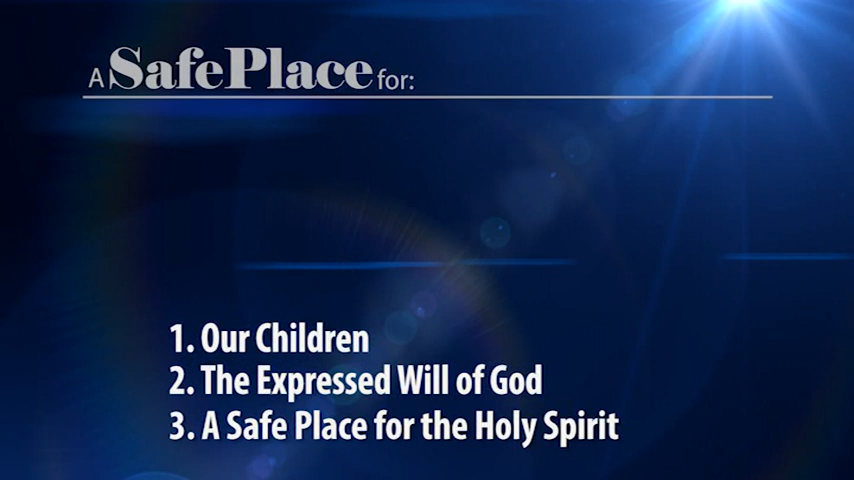 A Safe Place for:
1. Our Children
2. The Expressed Will of God
3. A Safe Place for the Holy Spirit